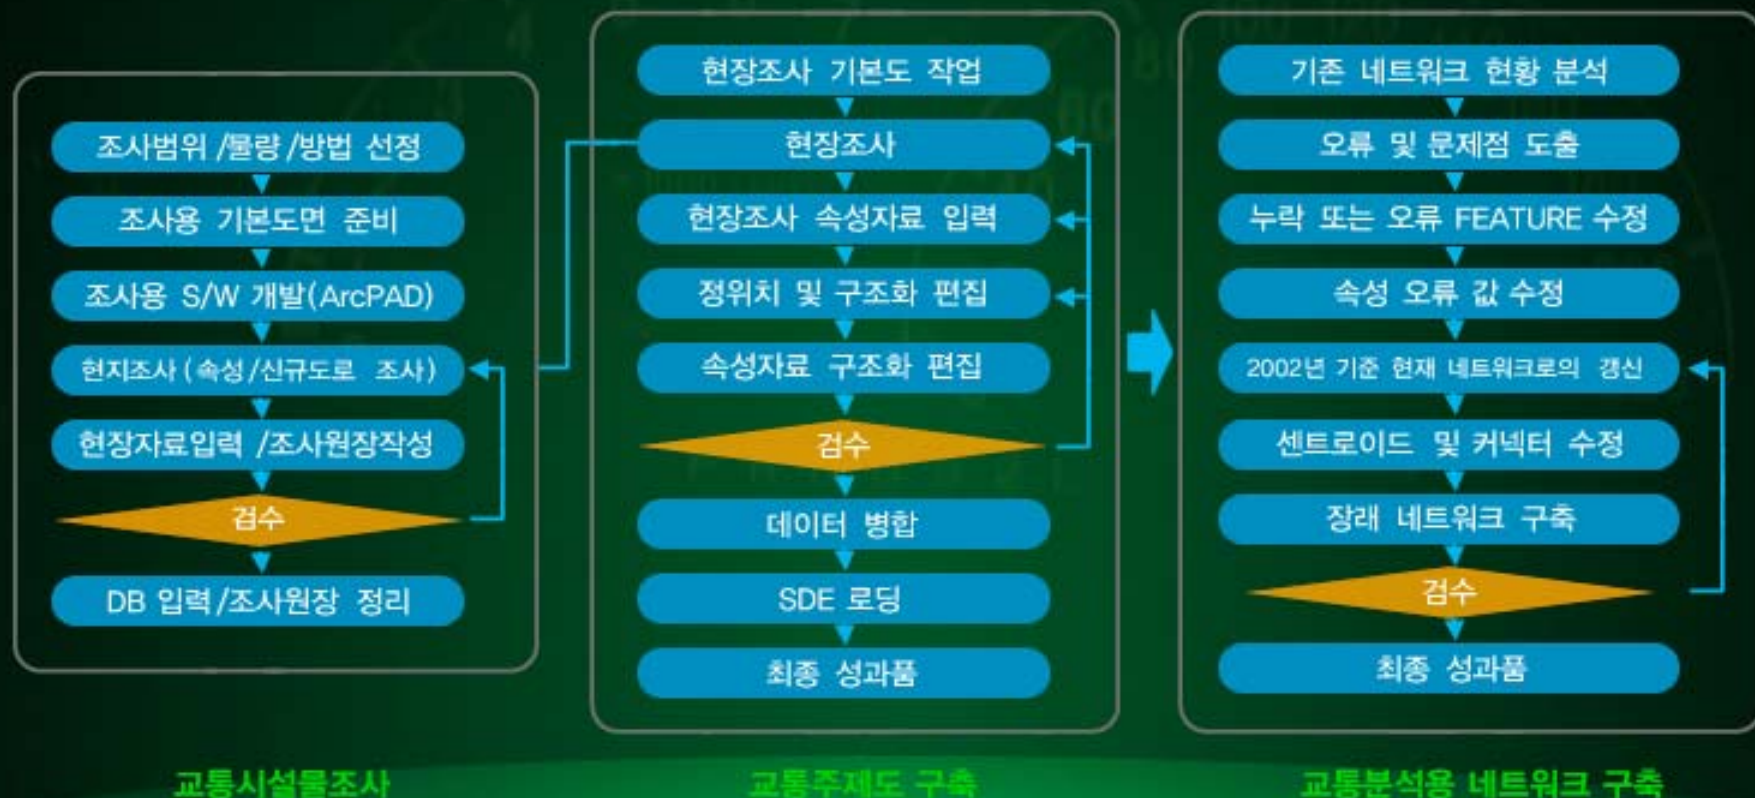 조사범위 /물량 /방법 선정
조사용 기본도면 준비
조사용 S/W 개발(ArcPAD)
현지조사 (속성 /신규도로 조사)
현장자료입력 /조사원장작성
검수
DB 입력 /조사원장 정리
교통시설물조사
현장조사 기본도 작업
현장조사
현장조사 속성자료 입력
정위치 및 구조화 편집
속성자료 구조화 편집
검수
데이터 병합
SDE 로딩
최종 성과품
교통주제도 구축
기존 네트워크 현황 분석
오류 및 문제점 도출
누락 또는 오류 FEATURE 수정
속성 오류 값 수정
2002년 기준 현재 네트워크로의 갱신
센트로이드 및 커넥터 수정
장래 네트워크 구축
검수
최종 성과품
교통분석용 네트워크 구축